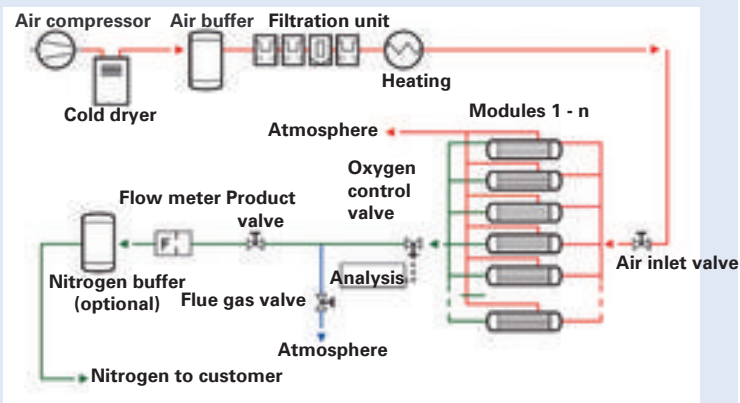 Air compressor
Air buffer
Filtration unit
Heating
Cold dryer
Modules 1 - n
Atmosphere
Oxygen
control
valve
Flow meter
Product
valve
F
Air inlet valve
Analysis
Nitrogen buffer
(optional)
Flue gas valve
Atmosphere
Nitrogen to customer